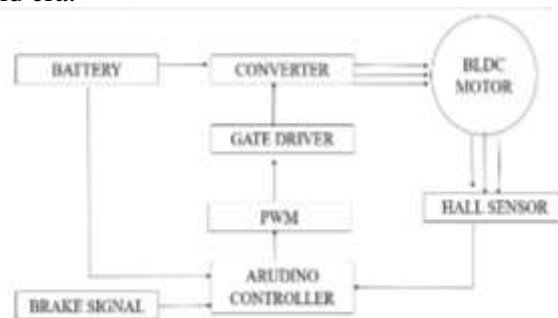 BATTERY
CONVERTER
BLDC
MOTOR
GATE DRIVER
HALL SENSOR
PWM
ARUDINO
CONTROLLER
BRAKE SIGNAL